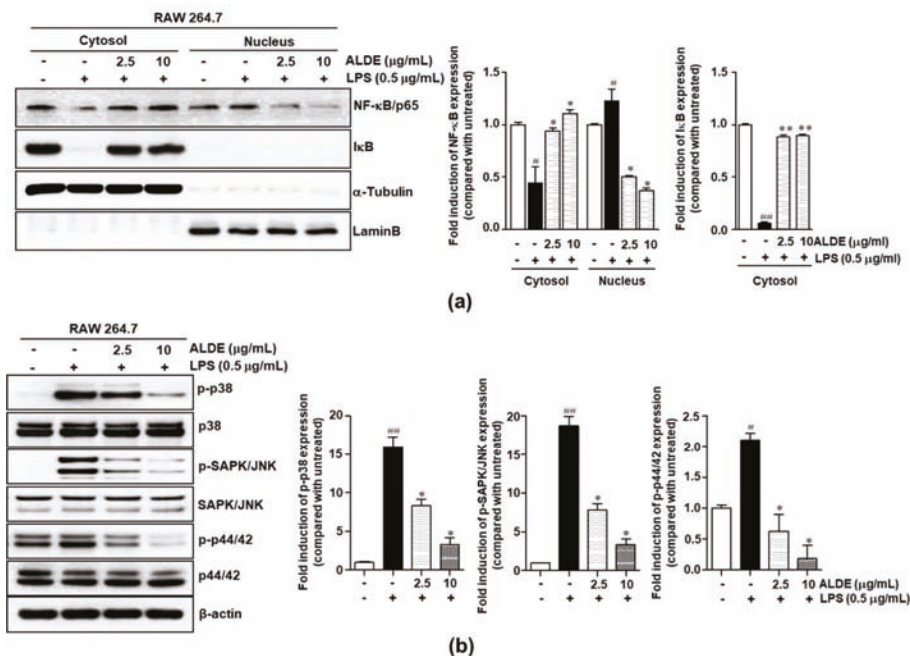 RAW 264.7
Cytosol Nucleus
- - 2.5 10 - - 2.5 10 ALDE (μg/mL)
- + + + - + + + LPS (0.5 μg/mL)
NF-κB/p65
IκB
α-Tubulin
LaminB
Fold induction of NF-κB expression
(compared with untreated)
1.5
1.0
0.5
0.0
# * * # * *
- - 2.5 10 - - 2.5 10
- + + + - + + +
Cytosol Nucleus
Fold induction of IκB expression
(compared with untreated)
1.5
1.0
0.5
0.0
## ** **
- - 2.5 10 ALDE (μg/ml)
- + + + LPS (0.5 μg/ml)
Cytosol
(a)
RAW 264.7
- - 2.5 10 ALDE (μg/mL)
- + + + LPS (0.5 μg/mL)
p-p38
p38
p-SAPK/JNK
SAPK/JNK
p-p44/42
p44/42
β-actin
Fold induction of p-p38 expression
(compared with untreated)
20
15
10
5
0
## * *
- - 2.5 10
- + + +
Fold induction of p-SAPK/JNK expression
(compared with untreated)
20
15
10
5
0
## * *
- - 2.5 10
- + + +
Fold induction of p-p44/42 expression
(compared with untreated)
2.5
2.0
1.5
1.0
0.5
0.0
# * *
- - 2.5 10 ALDE (μg/mL)
- + + + LPS (0.5 μg/mL)
(b)